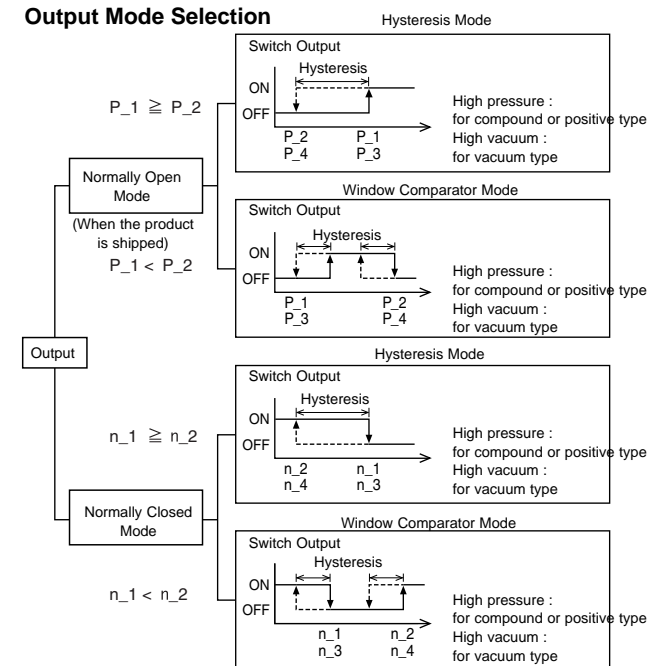 Output Mode Selection
Hysteresis Mode
Switch Output
Hysteresis
ON
OFF
P_2 P_1
P_4 P_3
High pressure :
for compound or positive type
High vacuum :
for vacuum type
P_1 ≧ P_2
Normally Open
Mode
(When the product
is shipped)
P_1 < P_2
Window Comparator Mode
Switch Output
Hysteresis
ON
OFF
P_1 P_2
P_3 P_4
High pressure :
for compound or positive type
High vacuum :
for vacuum type
Output
Hysteresis Mode
Switch Output
Hysteresis
ON
OFF
n_2 n_1
n_4 n_3
High pressure :
for compound or positive type
High vacuum :
for vacuum type
n_1 ≧ n_2
Normally Closed
Mode
n_1 < n_2
Window Comparator Mode
Switch Output
Hysteresis
ON
OFF
n_1 n_2
n_3 n_4
High pressure :
for compound or positive type
High vacuum :
for vacuum type